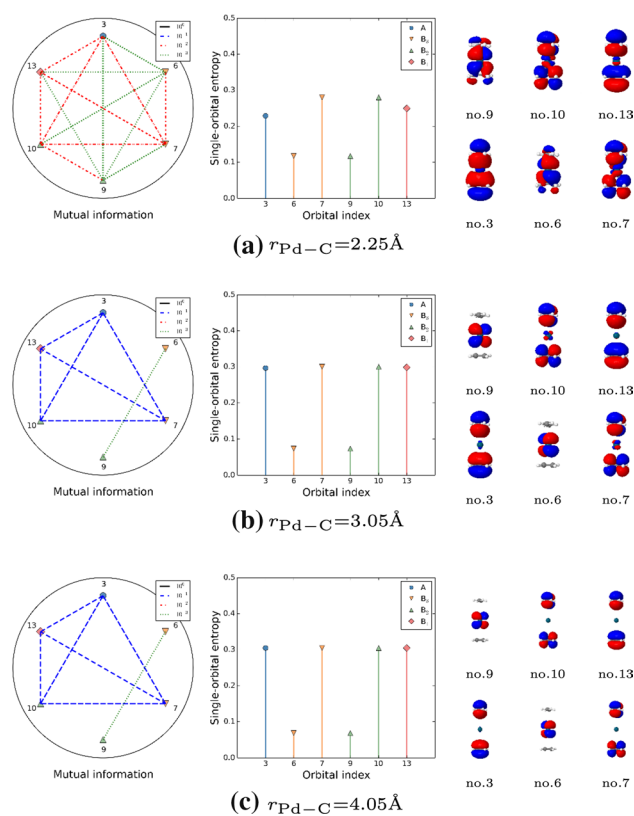 3
6
7
9
10
13
Mutual information
0.5
0.4
0.3
0.2
0.1
0.0
Single-orbital entropy
A
3 6 7 9 10 13
Orbital index
no.9 no.10 no.13
no.3 no.6 no.7
(a) rPd−C=2.25Å
3
6
7
9
10
13
Mutual information
0.5
0.4
0.3
0.2
0.1
0.0
Single-orbital entropy
A
3 6 7 9 10 13
Orbital index
no.9 no.10 no.13
no.3 no.6 no.7
(b) rPd−C=3.05Å
3
6
7
9
10
13
Mutual information
0.5
0.4
0.3
0.2
0.1
0.0
Single-orbital entropy
A
3 6 7 9 10 13
Orbital index
no.9 no.10 no.13
no.3 no.6 no.7
(c) rPd−C=4.05Å